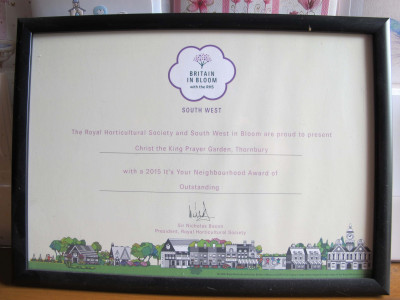 BRITAIN
IN BLOOM
with the RHS
SOUTH WEST
The Royal Horticultural Society and South West in Bloom are proud to present
Christ the King Prayer Garden, Thornbury
with a 2015 It's Your Neighbourhood Award of
Outstanding
Sir Nicholas Bacon
President, Royal Horticultural Society